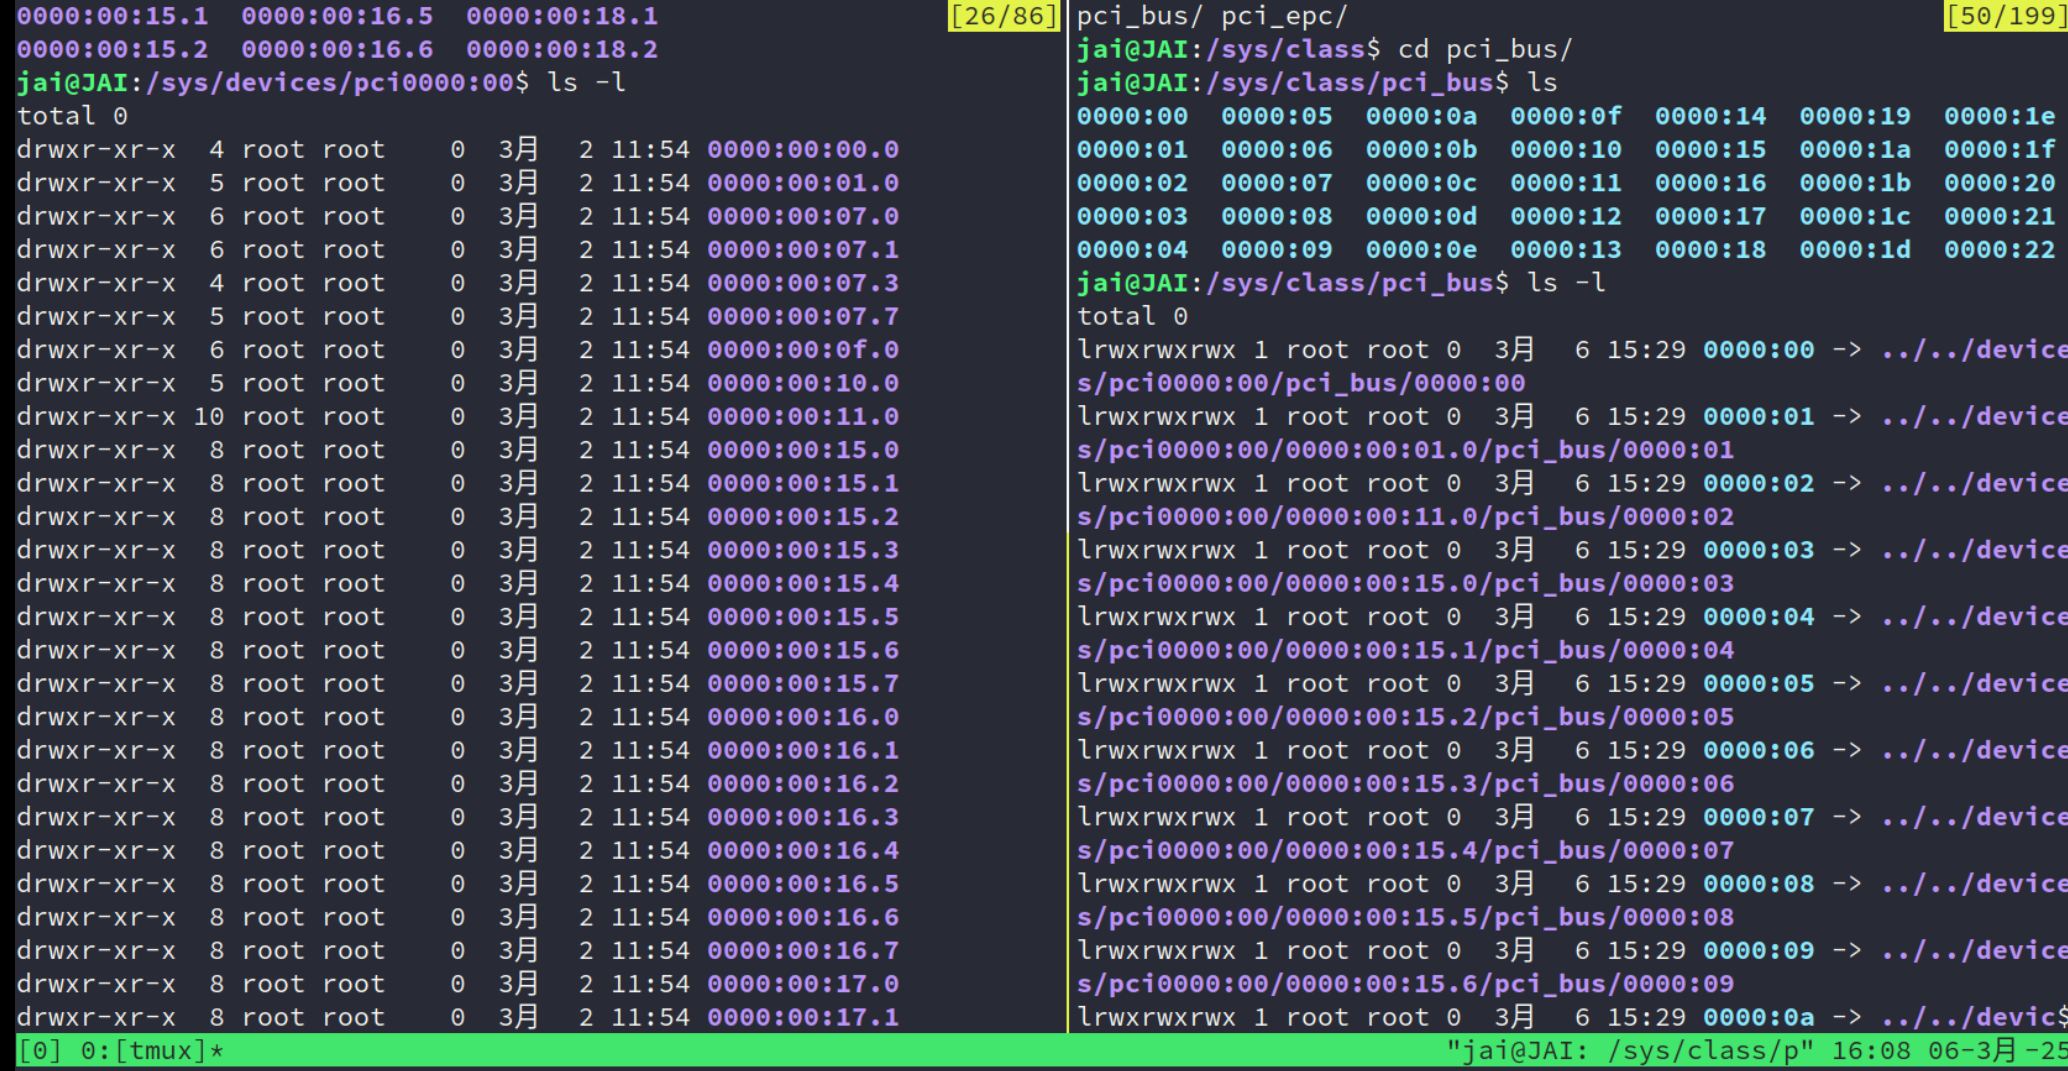 0000:00:15.1  0000:00:16.5  0000:00:18.1
[26/86]
0000:00:15.2  0000:00:16.6  0000:00:18.2
jai@JAI:/sys/devices/pci0000:00$ ls -l
total 0
drwxr-xr-x  4 root root    0  3月   2 11:54 0000:00:00.0
drwxr-xr-x  5 root root    0  3月   2 11:54 0000:00:01.0
drwxr-xr-x  6 root root    0  3月   2 11:54 0000:00:07.0
drwxr-xr-x  6 root root    0  3月   2 11:54 0000:00:07.1
drwxr-xr-x  4 root root    0  3月   2 11:54 0000:00:07.3
drwxr-xr-x  5 root root    0  3月   2 11:54 0000:00:07.7
drwxr-xr-x  6 root root    0  3月   2 11:54 0000:00:0f.0
drwxr-xr-x  5 root root    0  3月   2 11:54 0000:00:10.0
drwxr-xr-x 10 root root    0  3月   2 11:54 0000:00:11.0
drwxr-xr-x  8 root root    0  3月   2 11:54 0000:00:15.0
drwxr-xr-x  8 root root    0  3月   2 11:54 0000:00:15.1
drwxr-xr-x  8 root root    0  3月   2 11:54 0000:00:15.2
drwxr-xr-x  8 root root    0  3月   2 11:54 0000:00:15.3
drwxr-xr-x  8 root root    0  3月   2 11:54 0000:00:15.4
drwxr-xr-x  8 root root    0  3月   2 11:54 0000:00:15.5
drwxr-xr-x  8 root root    0  3月   2 11:54 0000:00:15.6
drwxr-xr-x  8 root root    0  3月   2 11:54 0000:00:15.7
drwxr-xr-x  8 root root    0  3月   2 11:54 0000:00:16.0
drwxr-xr-x  8 root root    0  3月   2 11:54 0000:00:16.1
drwxr-xr-x  8 root root    0  3月   2 11:54 0000:00:16.2
drwxr-xr-x  8 root root    0  3月   2 11:54 0000:00:16.3
drwxr-xr-x  8 root root    0  3月   2 11:54 0000:00:16.4
drwxr-xr-x  8 root root    0  3月   2 11:54 0000:00:16.5
drwxr-xr-x  8 root root    0  3月   2 11:54 0000:00:16.6
drwxr-xr-x  8 root root    0  3月   2 11:54 0000:00:16.7
drwxr-xr-x  8 root root    0  3月   2 11:54 0000:00:17.0
drwxr-xr-x  8 root root    0  3月   2 11:54 0000:00:17.1
pci_bus/ pci_epc/
[50/199]
jai@JAI:/sys/class$ cd pci_bus/
jai@JAI:/sys/class/pci_bus$ ls
0000:00  0000:05  0000:0a  0000:0f  0000:14  0000:19  0000:1e
0000:01  0000:06  0000:0b  0000:10  0000:15  0000:1a  0000:1f
0000:02  0000:07  0000:0c  0000:11  0000:16  0000:1b  0000:20
0000:03  0000:08  0000:0d  0000:12  0000:17  0000:1c  0000:21
0000:04  0000:09  0000:0e  0000:13  0000:18  0000:1d  0000:22
jai@JAI:/sys/class/pci_bus$ ls -l
total 0
lrwxrwxrwx 1 root root 0  3月   6 15:29 0000:00 -> ../../device
s/pci0000:00/pci_bus/0000:00
lrwxrwxrwx 1 root root 0  3月   6 15:29 0000:01 -> ../../device
s/pci0000:00/0000:00:01.0/pci_bus/0000:01
lrwxrwxrwx 1 root root 0  3月   6 15:29 0000:02 -> ../../device
s/pci0000:00/0000:00:11.0/pci_bus/0000:02
lrwxrwxrwx 1 root root 0  3月   6 15:29 0000:03 -> ../../device
s/pci0000:00/0000:00:15.0/pci_bus/0000:03
lrwxrwxrwx 1 root root 0  3月   6 15:29 0000:04 -> ../../device
s/pci0000:00/0000:00:15.1/pci_bus/0000:04
lrwxrwxrwx 1 root root 0  3月   6 15:29 0000:05 -> ../../device
s/pci0000:00/0000:00:15.2/pci_bus/0000:05
lrwxrwxrwx 1 root root 0  3月   6 15:29 0000:06 -> ../../device
s/pci0000:00/0000:00:15.3/pci_bus/0000:06
lrwxrwxrwx 1 root root 0  3月   6 15:29 0000:07 -> ../../device
s/pci0000:00/0000:00:15.4/pci_bus/0000:07
lrwxrwxrwx 1 root root 0  3月   6 15:29 0000:08 -> ../../device
s/pci0000:00/0000:00:15.5/pci_bus/0000:08
lrwxrwxrwx 1 root root 0  3月   6 15:29 0000:09 -> ../../device
s/pci0000:00/0000:00:15.6/pci_bus/0000:09
lrwxrwxrwx 1 root root 0  3月   6 15:29 0000:0a -> ../../devic$
[0] 0:[tmux]*
"jai@JAI: /sys/class/p" 16:08 06-3月-25